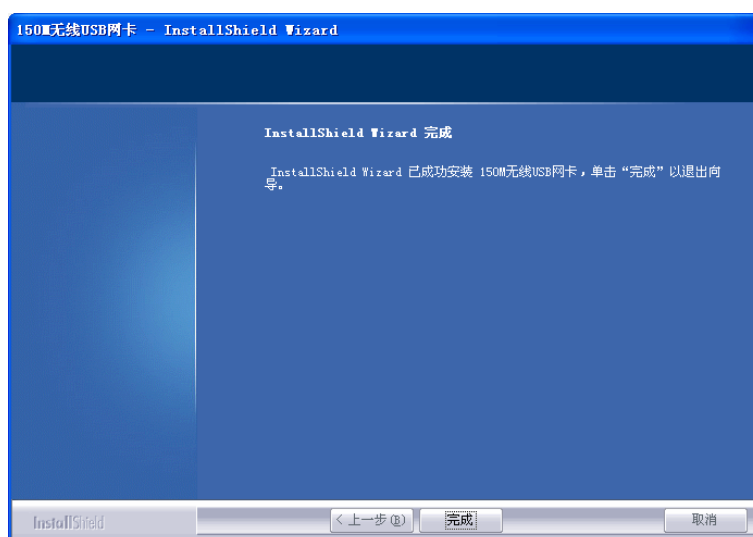 150M无线USB网卡 - InstallShield Wizard
InstallShield Wizard 完成
InstallShield Wizard 已成功安装 150M无线USB网卡，单击“完成”以退出向
导。
InstallShield
< 上一步(B)
完成
取消